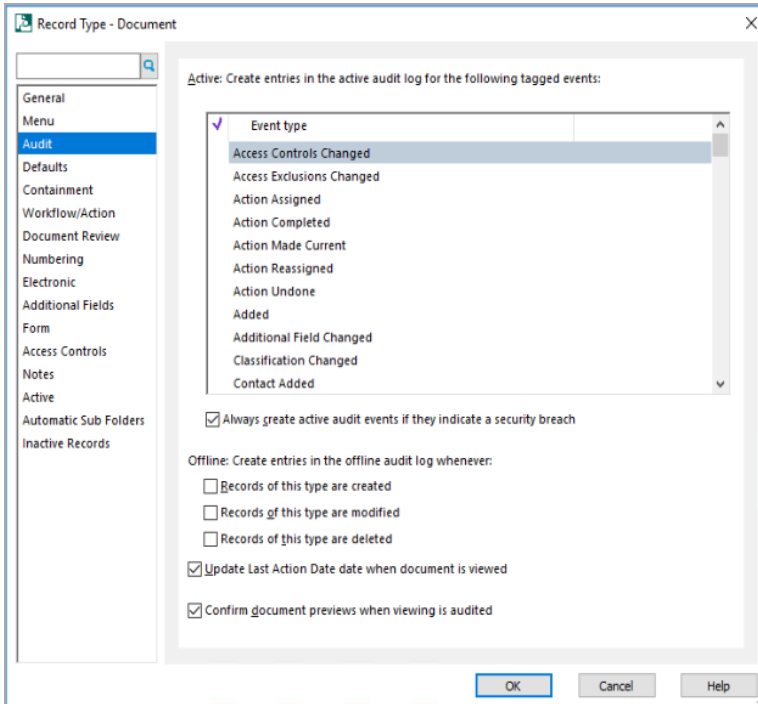 Record Type - Document
General
Menu
Audit
Defaults
Containment
Workflow/Action
Document Review
Numbering
Electronic
Additional Fields
Form
Access Controls
Notes
Active
Automatic Sub Folders
Inactive Records
Active: Create entries in the active audit log for the following tagged events:
Event type
Access Controls Changed
Access Exclusions Changed
Action Assigned
Action Completed
Action Made Current
Action Reassigned
Action Undone
Added
Additional Field Changed
Classification Changed
Contact Added
Always create active audit events if they indicate a security breach
Offline: Create entries in the offline audit log whenever:
Records of this type are created
Records of this type are modified
Records of this type are deleted
Update Last Action Date date when document is viewed
Confirm document previews when viewing is audited
OK Cancel Help